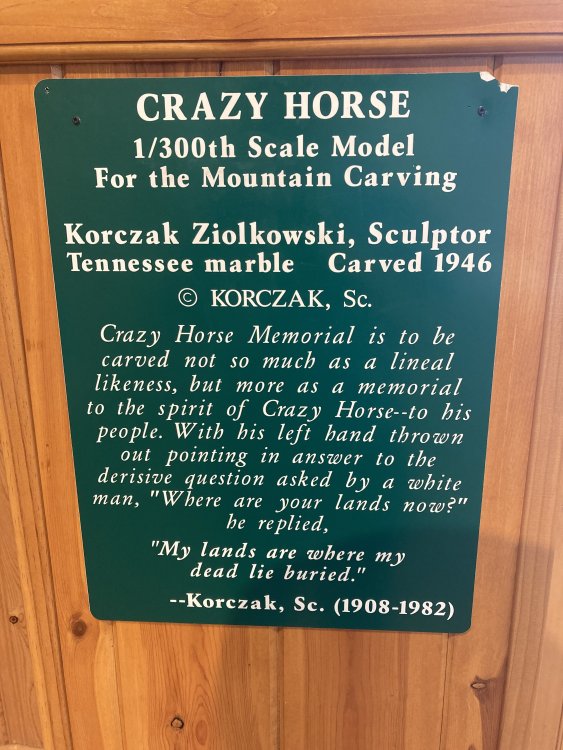 CRAZY HORSE
1/300th Scale Model
For the Mountain Carving
Korczak Ziolkowski, Sculptor
Tennessee marble Carved 1946
© KORCZAK, Sc.
Crazy Horse Memorial is to be
carved not so much as a lineal
likeness, but more as a memorial
to the spirit of Crazy Horse--to his
people. With his left hand thrown
out pointing in answer to the
derisive question asked by a white
man, "Where are your lands now?"
he replied,
"My lands are where my
dead lie buried."
--Korczak, Sc. (1908-1982)